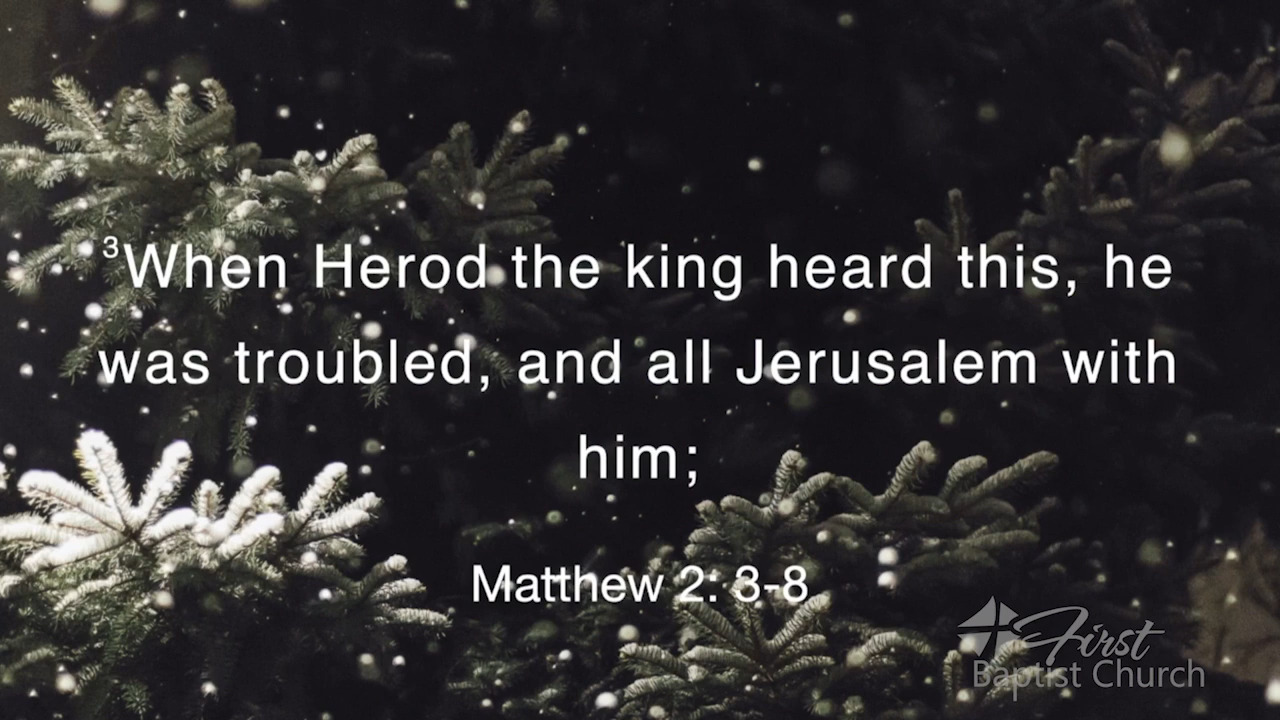 ³When Herod the king heard this, he
was troubled, and all Jerusalem with
him;
Matthew 2: 3-8
First
Baptist Church